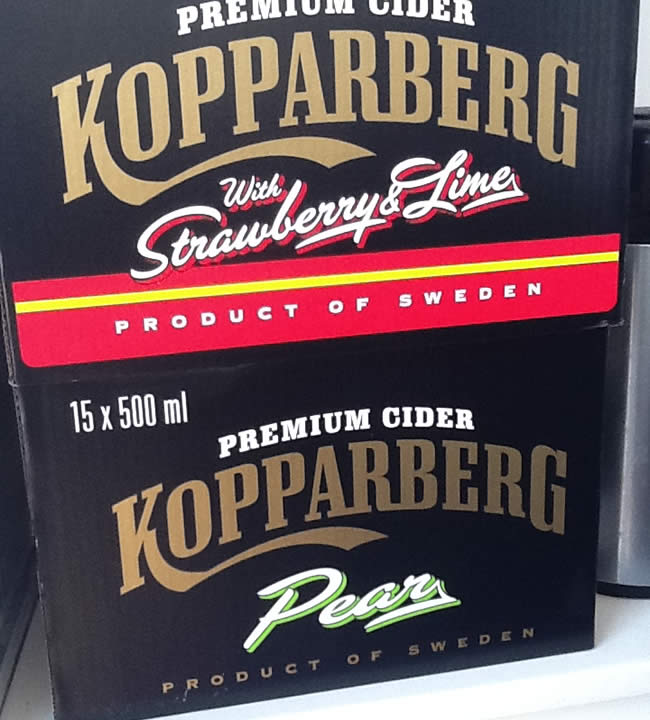 PREMIUM CIDER
KOPPARBERG
With
Strawberry & Lime
PRODUCT OF SWEDEN
15 x 500 ml
PREMIUM CIDER
KOPPARBERG
Pear
PRODUCT OF SWEDEN